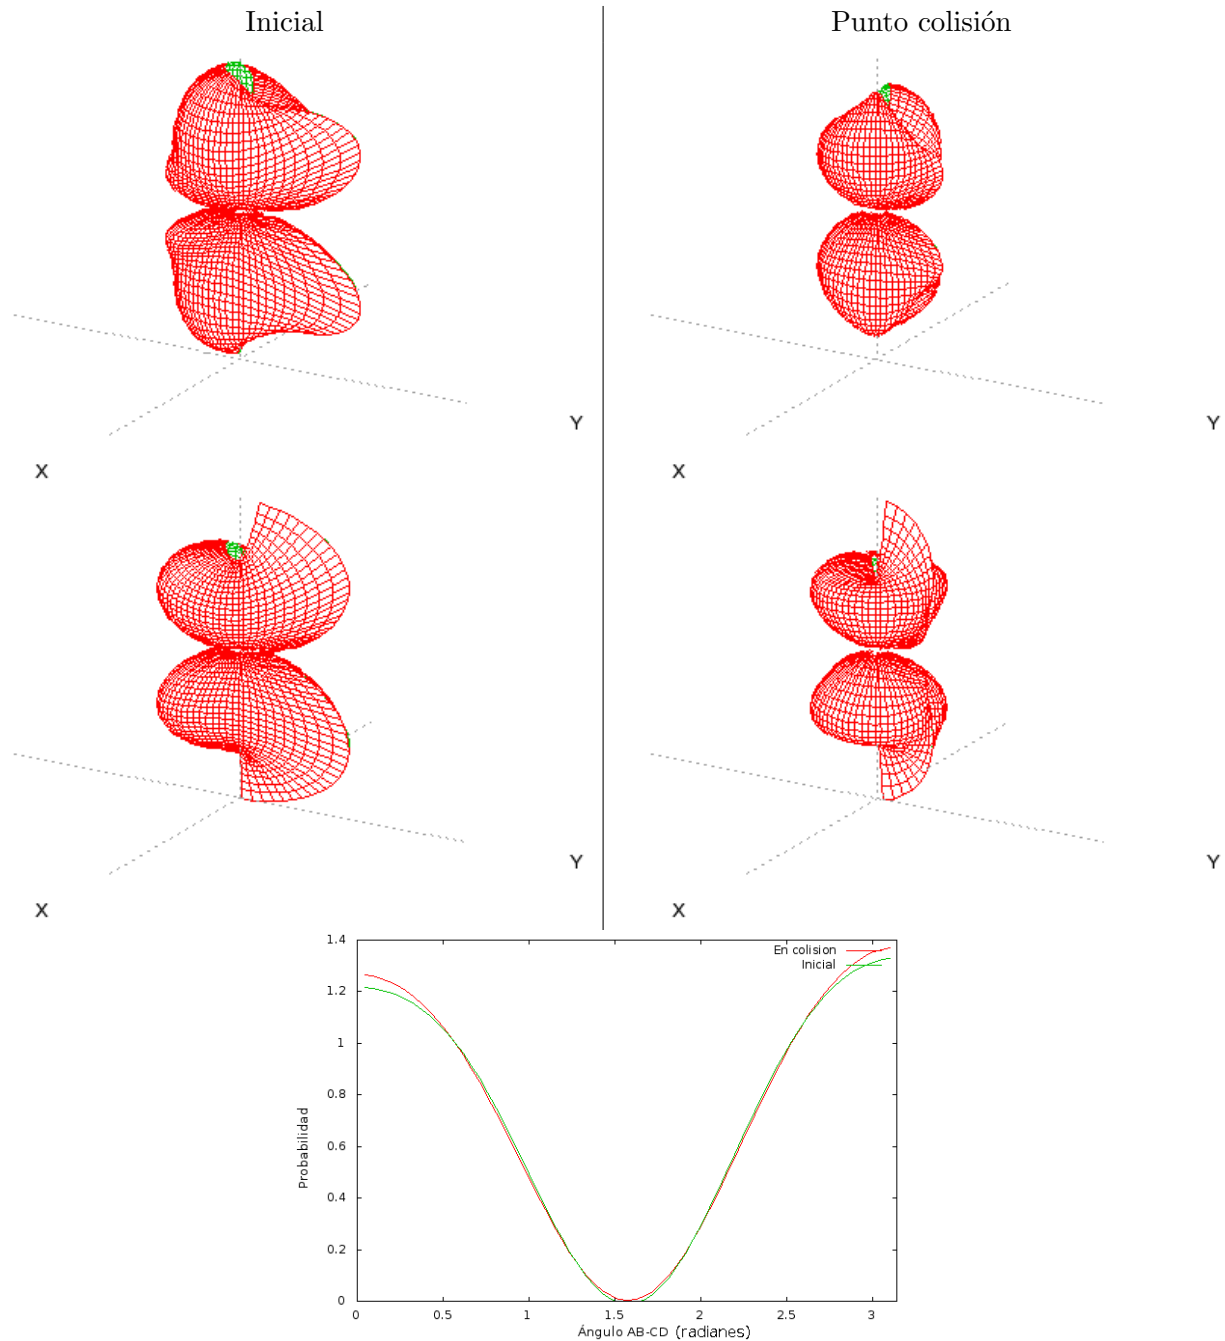 Inicial
Punto colisión
Y
X
Y
X
Y
X
Y
X
1.4
1.2
1
0.8
0.6
0.4
0.2
0
Probabilidad
En colision
Inicial
0
0.5
1
1.5
2
2.5
3
Ángulo AB-CD (radianes)